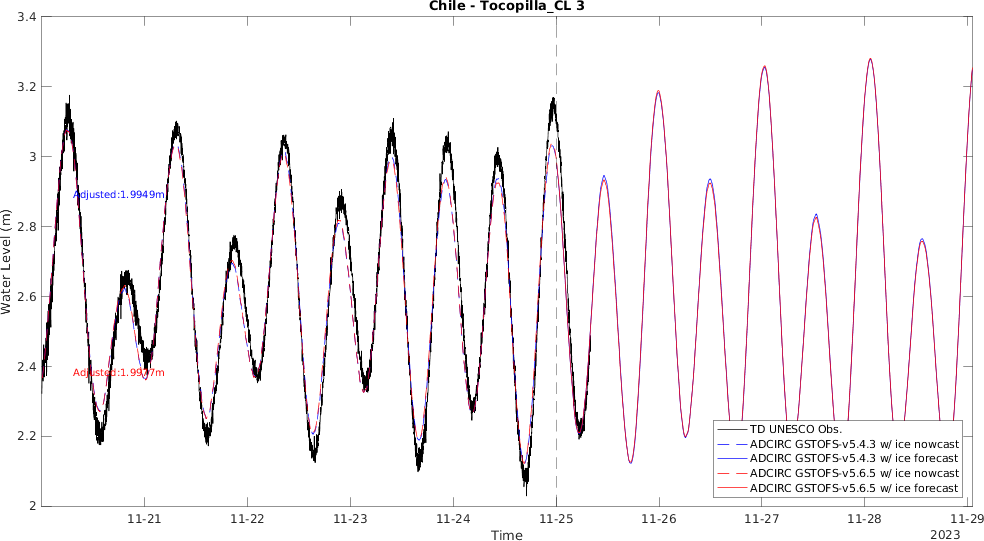 Chile - Tocopilla_CL 3
3.4
3.2
3
2.8
2.6
2.4
2.2
2
Water Level (m)
Adjusted:1.9949m
Adjusted:1.9927m
TD UNESCO Obs.
ADCIRC GSTOFS-v5.4.3 w/ ice nowcast
ADCIRC GSTOFS-v5.4.3 w/ ice forecast
ADCIRC GSTOFS-v5.6.5 w/ ice nowcast
ADCIRC GSTOFS-v5.6.5 w/ ice forecast
11-21 11-22 11-23 11-24 11-25 11-26 11-27 11-28 11-29
Time
2023